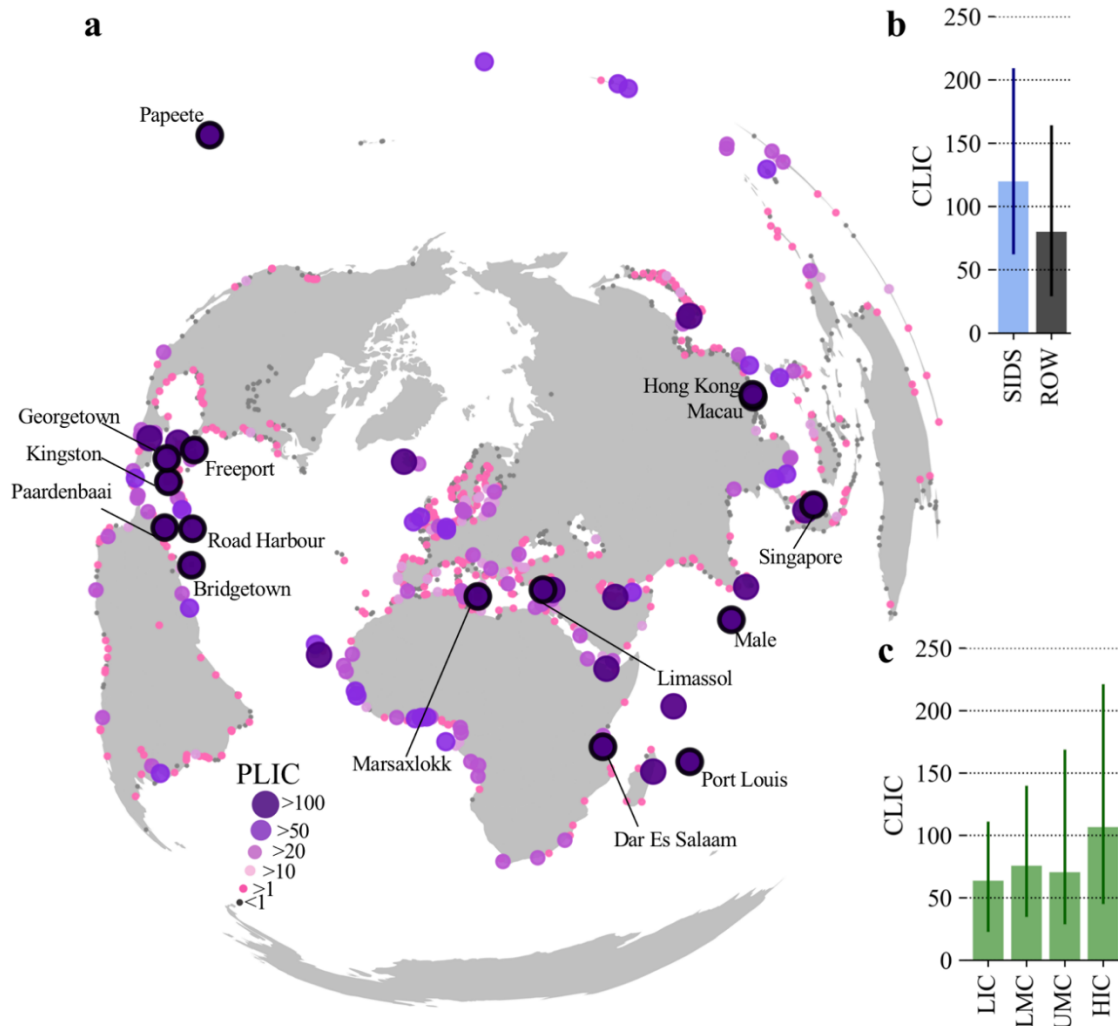 a
Papeete
Georgetown
Kingston
Paardenbaai
Freeport
Road Harbour
Bridgetown
Hong Kong
Macau
Singapore
Male
Limassol
Marsaxlokk
Port Louis
Dar Es Salaam
PLIC
>100
>50
>20
>10
>1
<1
b
CLIC
250
200
150
100
50
0
SIDS
ROW
c
CLIC
250
200
150
100
50
0
LIC
LMC
UMC
HIC